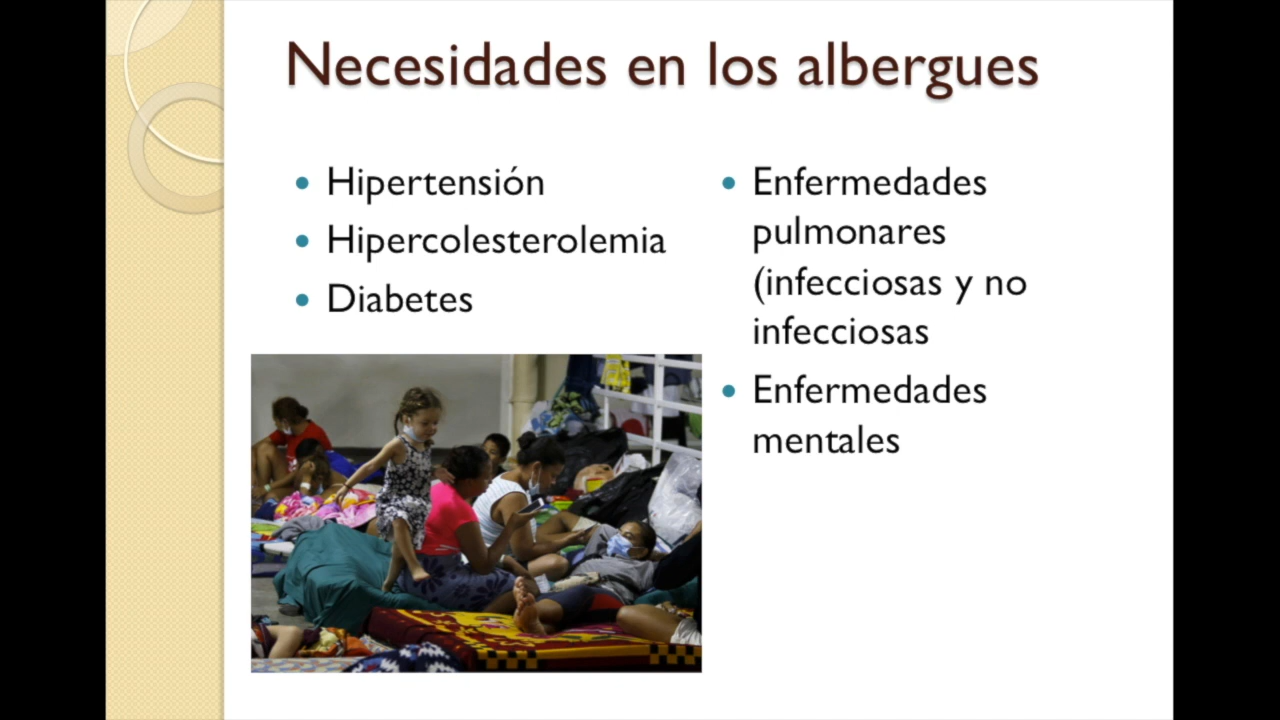 Necesidades en los albergues
• Hipertensión
• Hipercolesterolemia
• Diabetes
• Enfermedades
pulmonares
(infecciosas y no
infecciosas
• Enfermedades
mentales